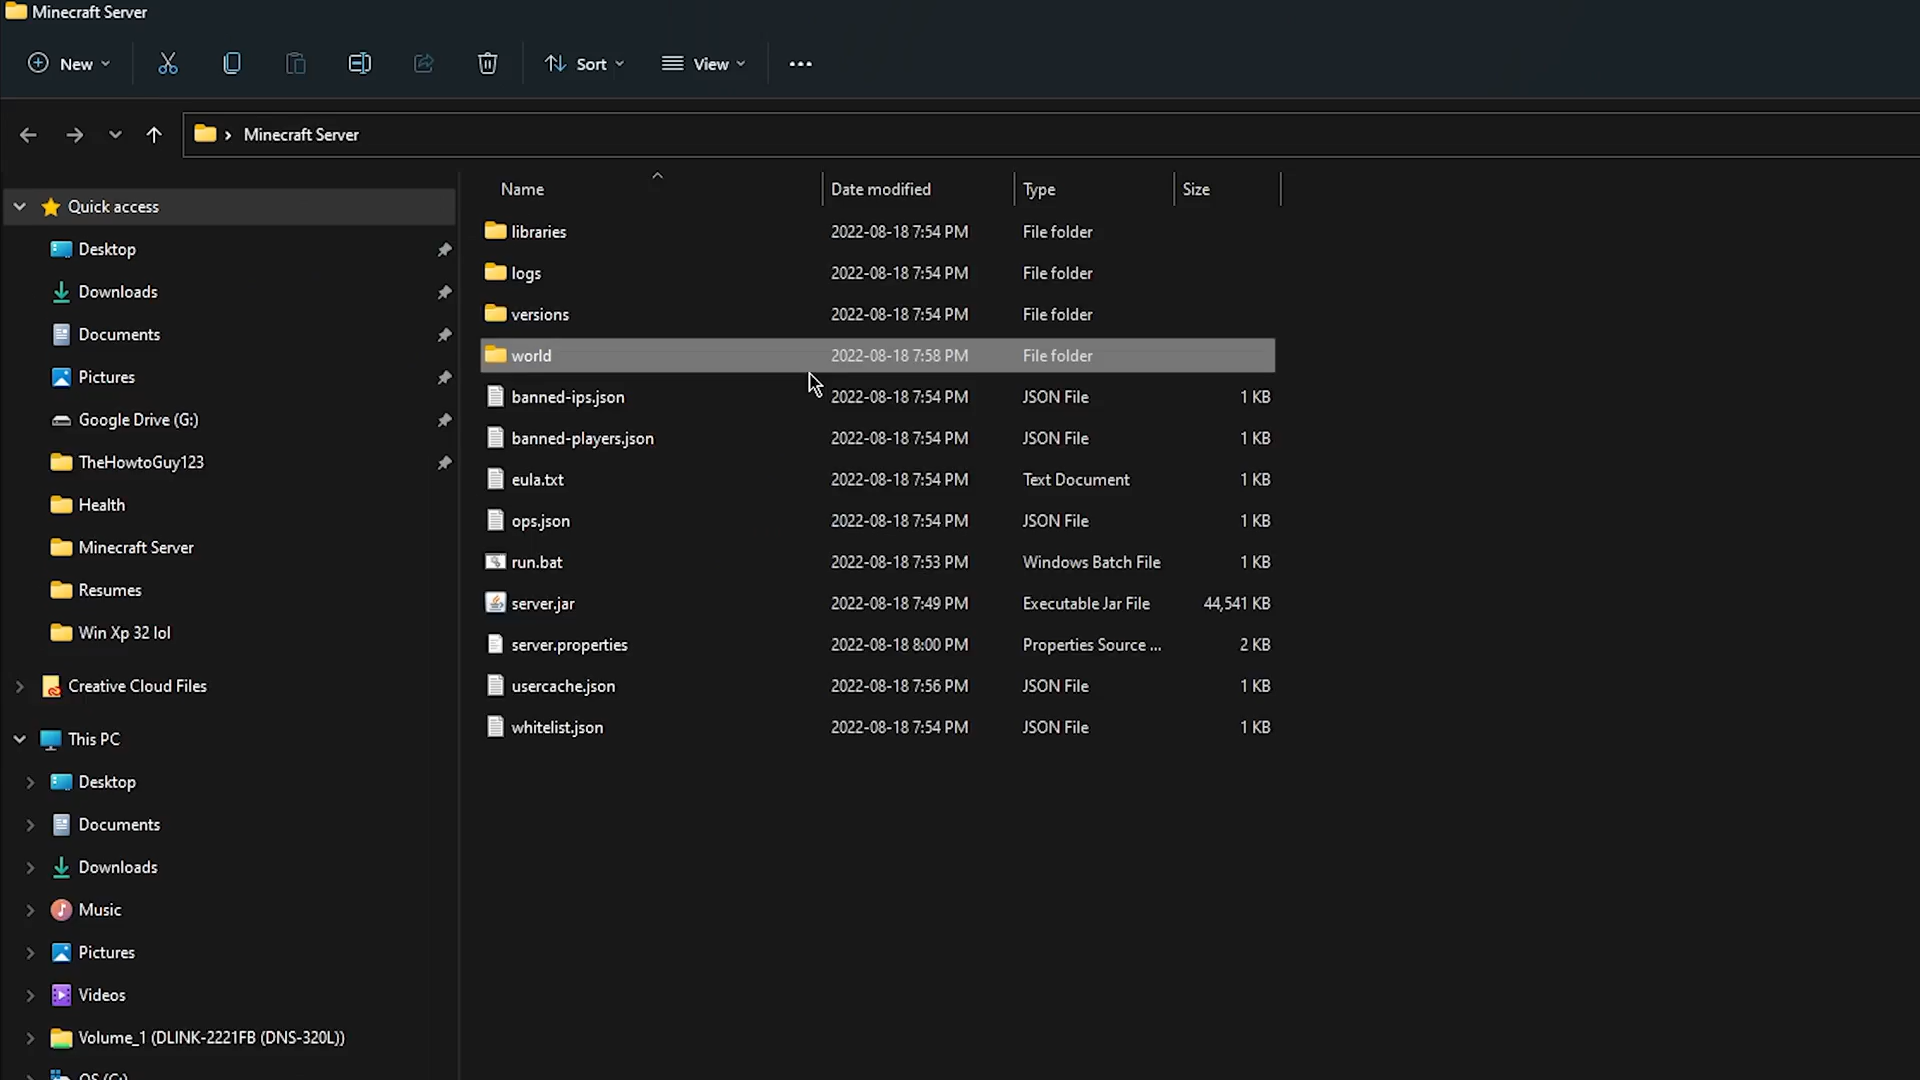 Minecraft Server
New
Sort
View
Minecraft Server
Name Date modified Type Size
Quick access
Desktop
Downloads
Documents
Pictures
Google Drive (G:)
TheHowtoGuy123
Health
Minecraft Server
Resumes
Win Xp 32 lol
Creative Cloud Files
This PC
Desktop
Documents
Downloads
Music
Pictures
Videos
Volume_1 (DLINK-2221FB (DNS-320L))
OS (C:)
libraries 2022-08-18 7:54 PM File folder
logs 2022-08-18 7:54 PM File folder
versions 2022-08-18 7:54 PM File folder
world 2022-08-18 7:58 PM File folder
banned-ips.json 2022-08-18 7:54 PM JSON File 1 KB
banned-players.json 2022-08-18 7:54 PM JSON File 1 KB
eula.txt 2022-08-18 7:54 PM Text Document 1 KB
ops.json 2022-08-18 7:54 PM JSON File 1 KB
run.bat 2022-08-18 7:53 PM Windows Batch File 1 KB
server.jar 2022-08-18 7:49 PM Executable Jar File 44,541 KB
server.properties 2022-08-18 8:00 PM Properties Source ... 2 KB
usercache.json 2022-08-18 7:56 PM JSON File 1 KB
whitelist.json 2022-08-18 7:54 PM JSON File 1 KB